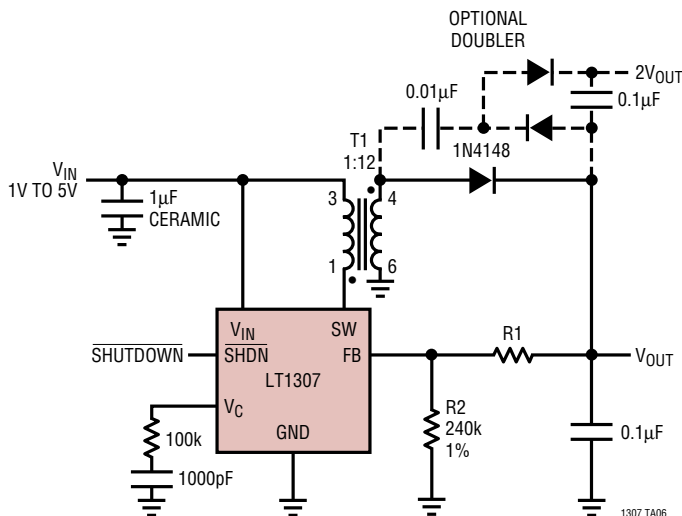 OPTIONAL
DOUBLER
2VOUT
0.01µF
0.1µF
T1
1:12
1N4148
VIN
1V TO 5V
1µF
CERAMIC
3
4
1
6
VIN
SW
SHUTDOWN
SHDN
FB
R1
VOUT
LT1307
VC
R2
240k
1%
100k
GND
0.1µF
1000pF
1307 TA06